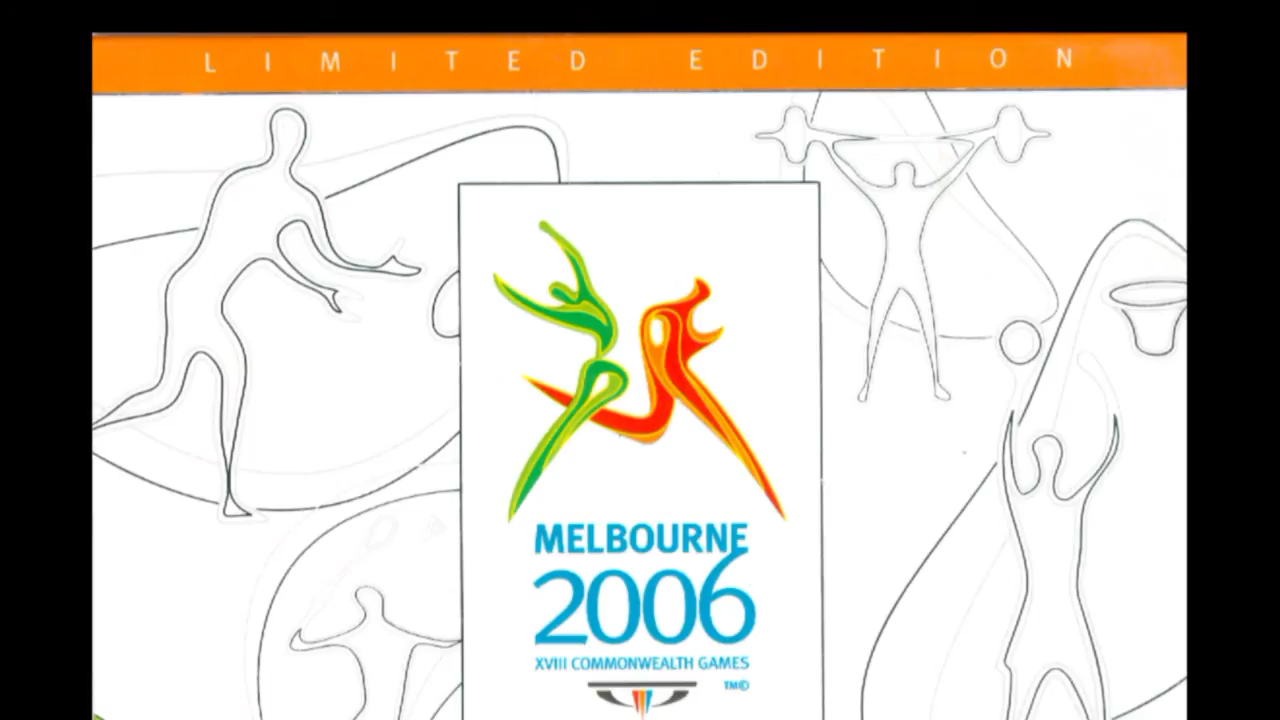 LIMITED EDITION
MELBOURNE
2006
XVIII COMMONWEALTH GAMES
TM©